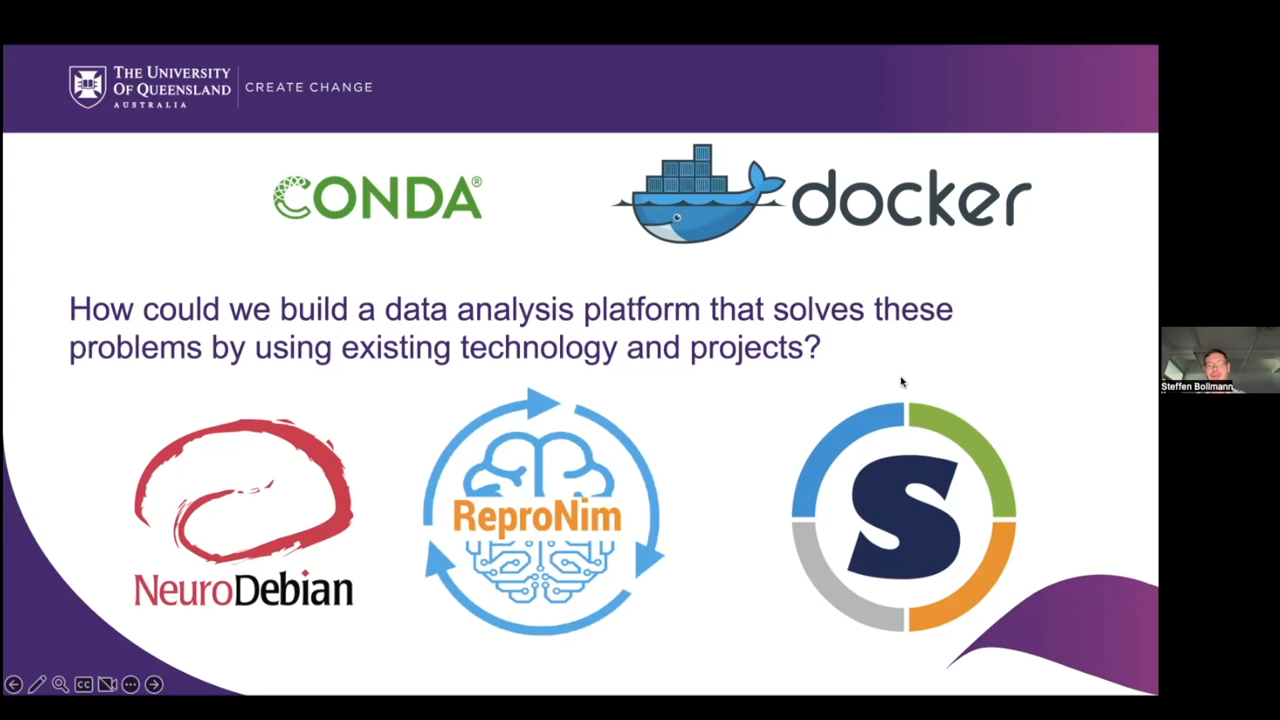 THE UNIVERSITY
OF QUEENSLAND
AUSTRALIA
CREATE CHANGE
CONDA®
docker
How could we build a data analysis platform that solves these
problems by using existing technology and projects?
NeuroDebian
ReproNim
S
Steffen Bollmann
CC